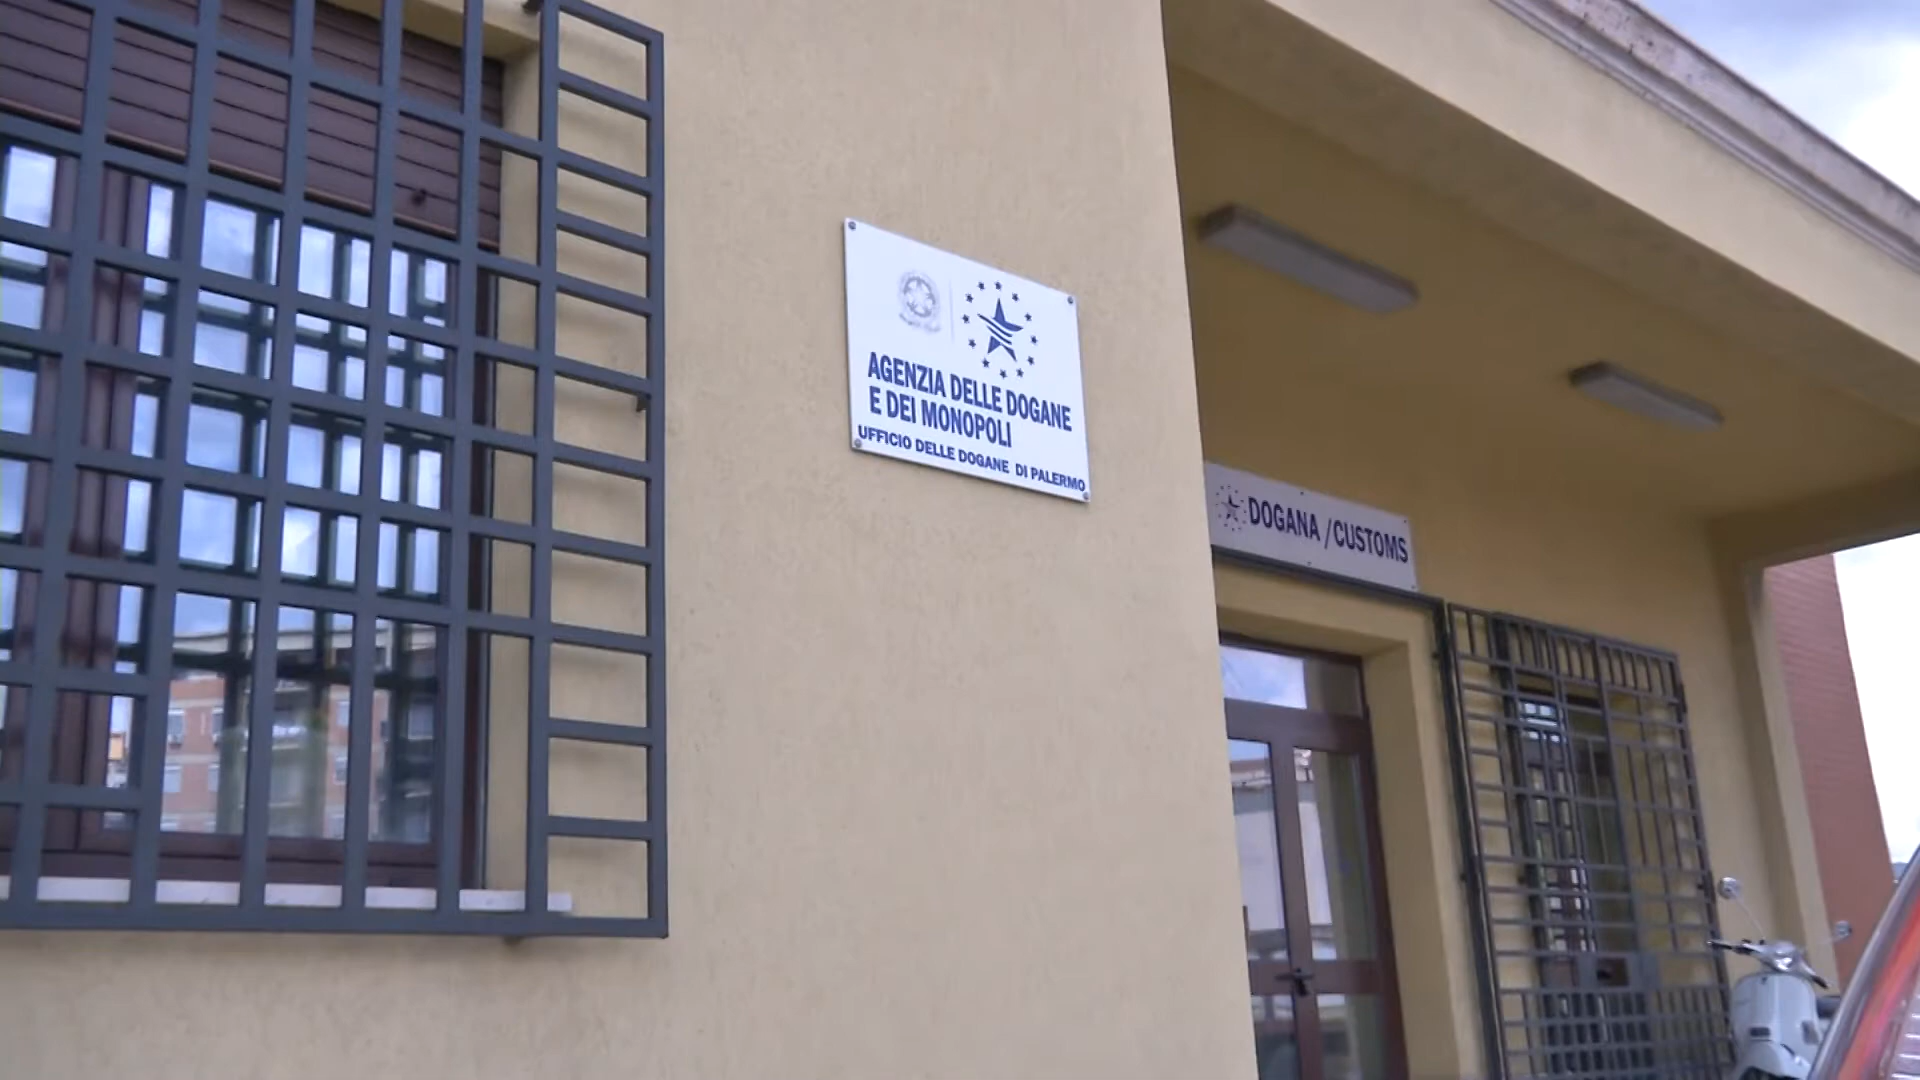 AGENZIA DELLE DOGANE
E DEI MONOPOLI
UFFICIO DELLE DOGANE DI PALERMO
DOGANA / CUSTOMS